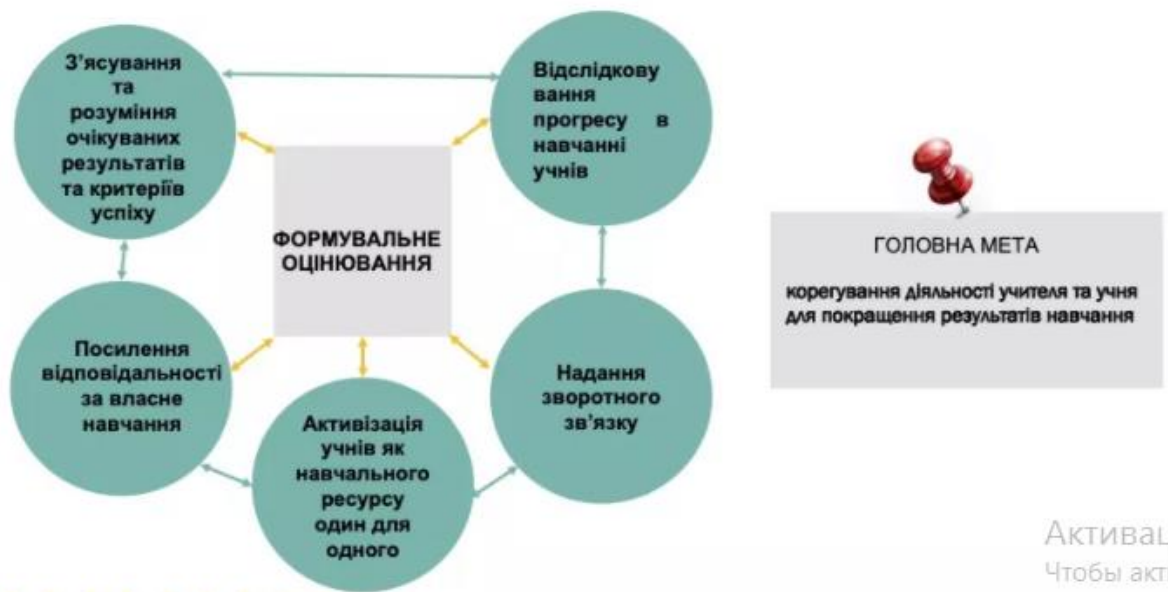 З'ясування
та
розуміння
очікуваних
результатів
та критеріїв
успіху
Відслідкову
вання
прогресу в
навчанні
учнів
ФОРМУВАЛЬНЕ
ОЦІНЮВАННЯ
ГОЛОВНА МЕТА
корегування діяльності учителя та учня
для покращення результатів навчання
Посилення
відповідальності
за власне
навчання
Активізація
учнів як
навчального
ресурсу
один для
одного
Надання
зворотного
зв'язку
Чтобы